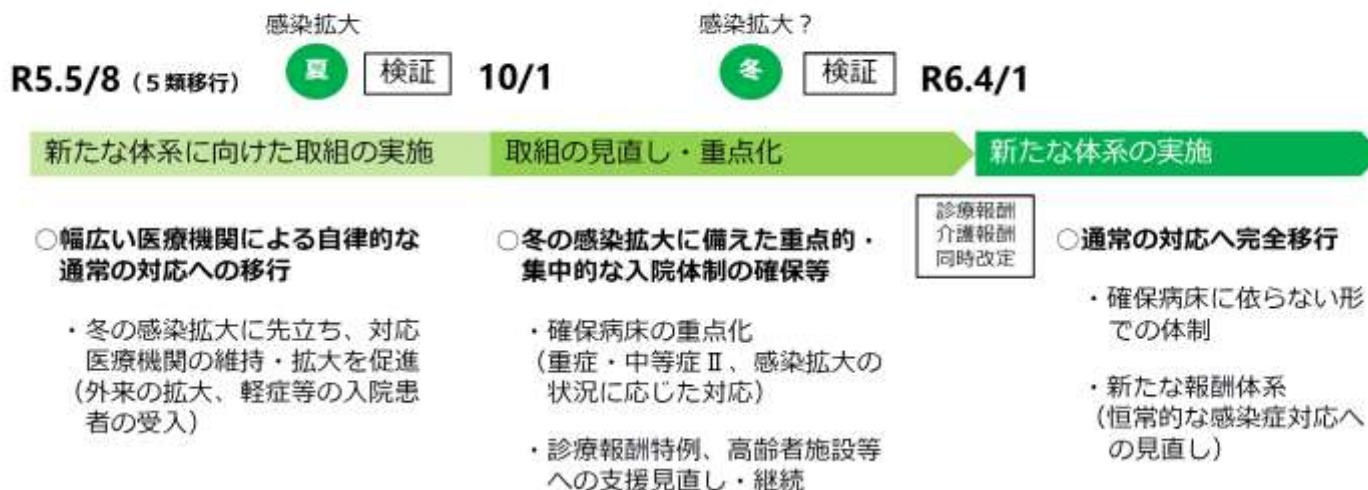 感染拡大
感染拡大？
R5.5/8（５類移行）
夏
検証
10/1
冬
検証
R6.4/1
新たな体系に向けた取組の実施
取組の見直し・重点化
新たな体系の実施
○幅広い医療機関による自律的な
通常の対応への移行
・冬の感染拡大に先立ち、対応
医療機関の維持・拡大を促進
（外来の拡大、軽症等の入院患
者の受入）
○冬の感染拡大に備えた重点的・
集中的な入院体制の確保等
・確保病床の重点化
（重症・中等症Ⅱ、感染拡大の
状況に応じた対応）
・診療報酬特例、高齢者施設等
への支援見直し・継続
診療報酬
介護報酬
同時改定
○通常の対応へ完全移行
・確保病床に依らない形
での体制
・新たな報酬体系
（恒常的な感染症対応へ
の見直し）